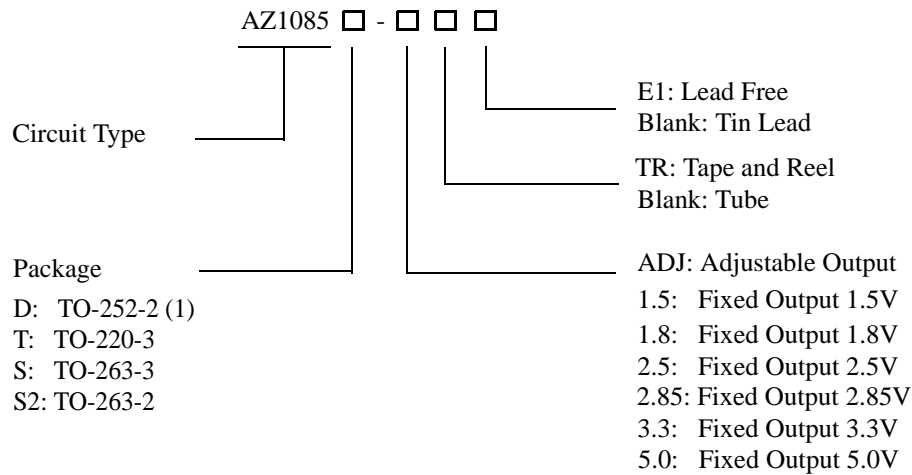 AZ1085 -
E1: Lead Free
Blank: Tin Lead
Circuit Type
TR: Tape and Reel
Blank: Tube
Package
D: TO-252-2 (1)
T: TO-220-3
S: TO-263-3
S2: TO-263-2
ADJ: Adjustable Output
1.5: Fixed Output 1.5V
1.8: Fixed Output 1.8V
2.5: Fixed Output 2.5V
2.85: Fixed Output 2.85V
3.3: Fixed Output 3.3V
5.0: Fixed Output 5.0V